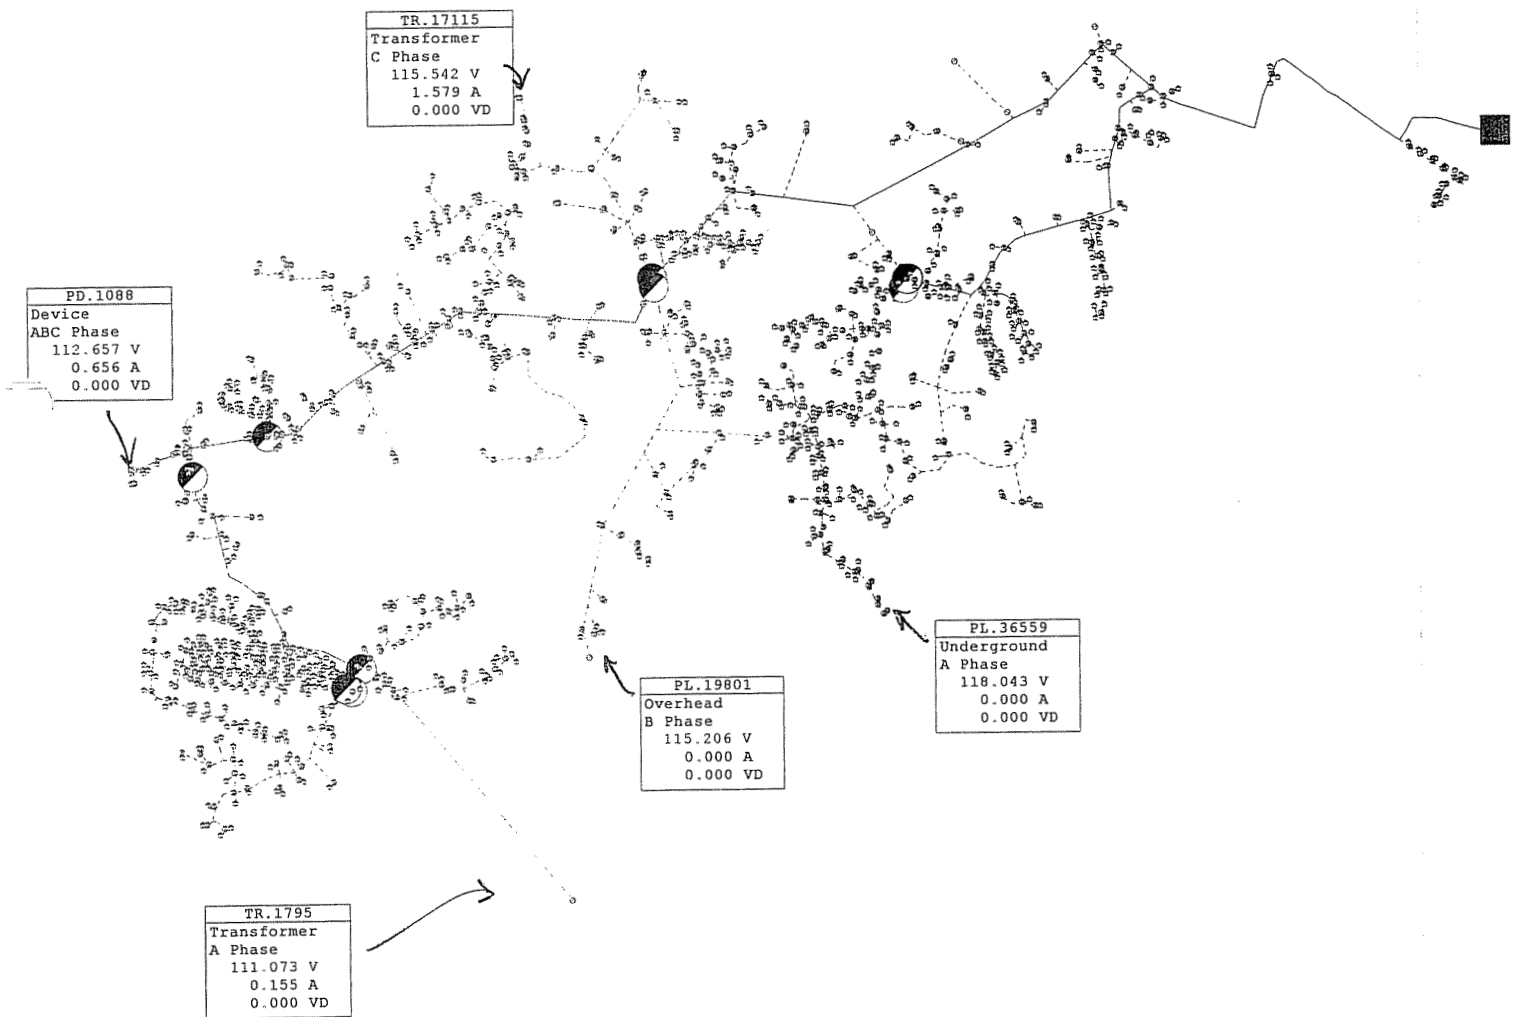 TR.17115
Transformer
C Phase
115.542 V
1.579 A
0.000 VD
PD.1088
Device
ABC Phase
112.657 V
0.656 A
0.000 VD
PL.36559
Underground
A Phase
118.043 V
0.000 A
0.000 VD
PL.19801
Overhead
B Phase
115.206 V
0.000 A
0.000 VD
TR.1795
Transformer
A Phase
111.073 V
0.155 A
0.000 VD